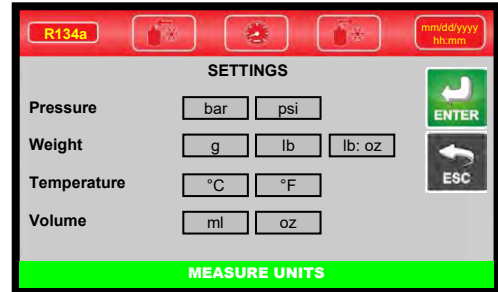 R134a
mm/dd/yyyy
hh:mm
SETTINGS
Pressure bar psi
ENTER
Weight g lb lb: oz
ESC
Temperature °C °F
Volume ml oz
MEASURE UNITS